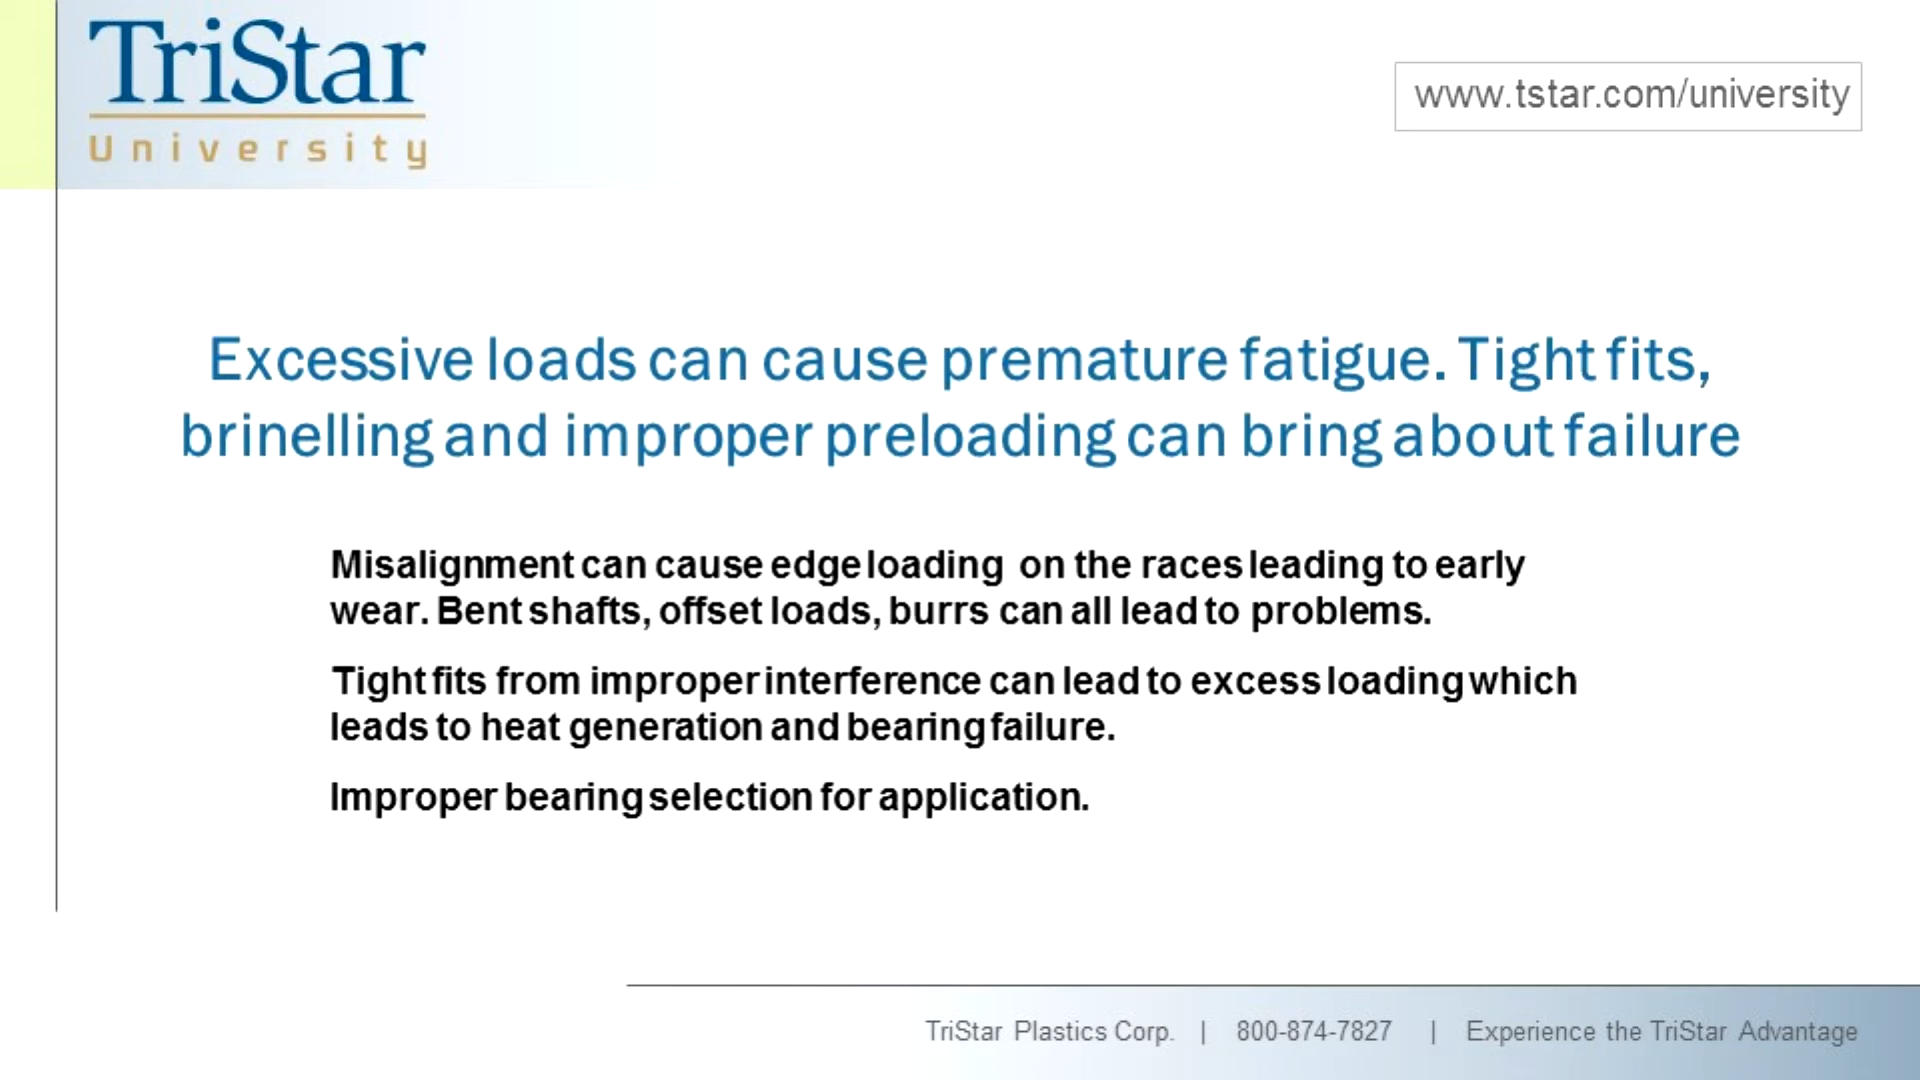 TriStar
University
www.tstar.com/university
Excessive loads can cause premature fatigue. Tight fits,
brinelling and improper preloading can bring about failure
Misalignment can cause edge loading on the races leading to early
wear. Bent shafts, offset loads, burrs can all lead to problems.
Tight fits from improper interference can lead to excess loading which
leads to heat generation and bearing failure.
Improper bearing selection for application.
TriStar Plastics Corp. | 800-874-7827 | Experience the TriStar Advantage